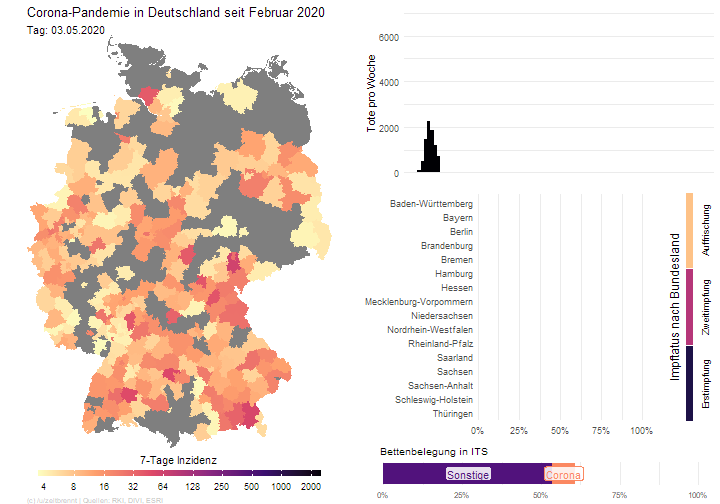 Corona-Pandemie in Deutschland seit Februar 2020
Tag: 03.05.2020
7-Tage Inzidenz
4 8 16 32 64 128 250 500 1000 2000
Quellen: RKI, DIVI, ESRI
Tote pro Woche
6000
4000
2000
0
Baden-Württemberg
Bayern
Berlin
Brandenburg
Bremen
Hamburg
Hessen
Mecklenburg-Vorpommern
Niedersachsen
Nordrhein-Westfalen
Rheinland-Pfalz
Saarland
Sachsen
Sachsen-Anhalt
Schleswig-Holstein
Thüringen
0% 25% 50% 75% 100%
Impfstatus nach Bundesland
Auffrischung
Zweitimpfung
Erstimpfung
Bettenbelegung in ITS
Sonstige
Corona
0% 25% 50% 75% 100%